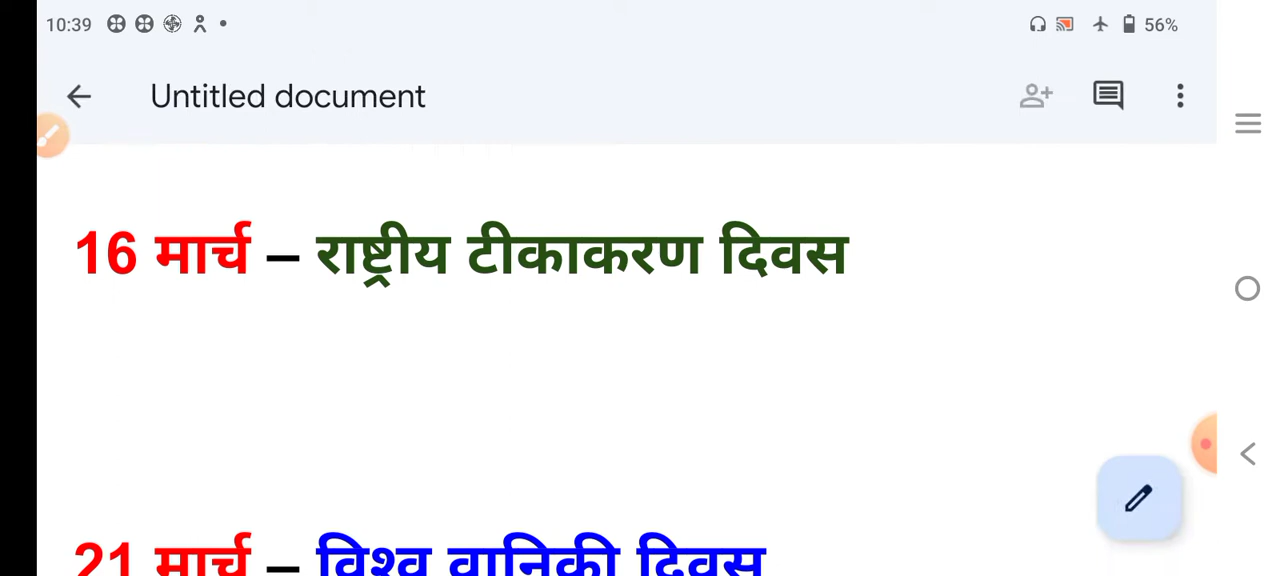 10:39 56%
Untitled document
16 मार्च – राष्ट्रीय टीकाकरण दिवस
21 मार्च – विश्व वानिकी दिवस